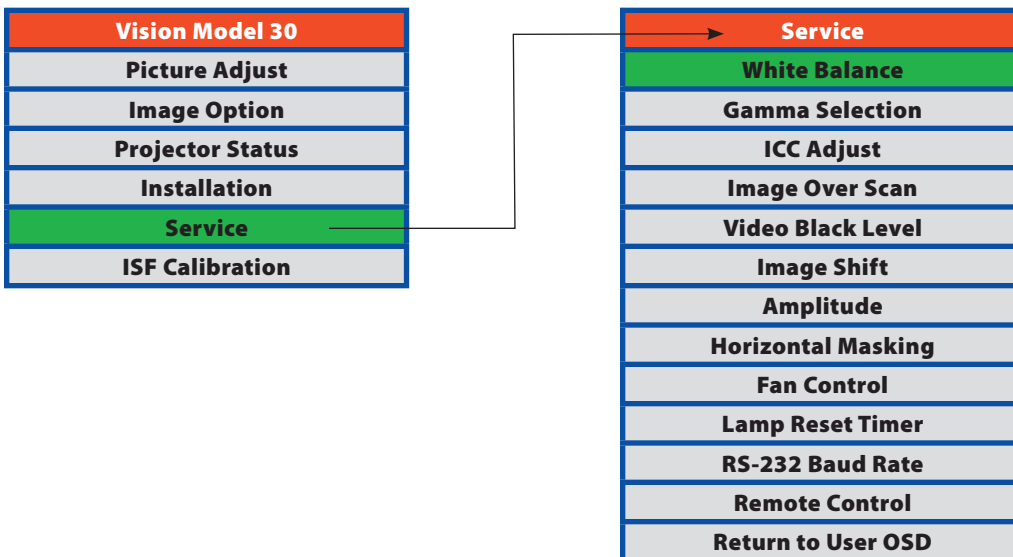 Vision Model 30
Picture Adjust
Image Option
Projector Status
Installation
Service
ISF Calibration
Service
White Balance
Gamma Selection
ICC Adjust
Image Over Scan
Video Black Level
Image Shift
Amplitude
Horizontal Masking
Fan Control
Lamp Reset Timer
RS-232 Baud Rate
Remote Control
Return to User OSD